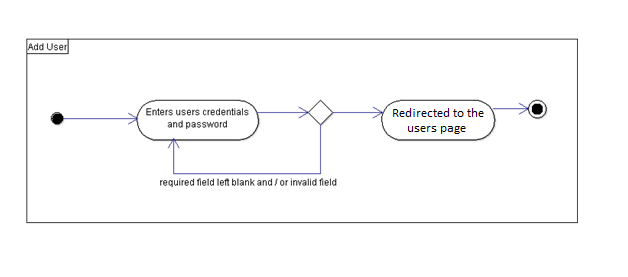 Add User
Enters users credentials
and password
Redirected to the
users page
required field left blank and / or invalid field